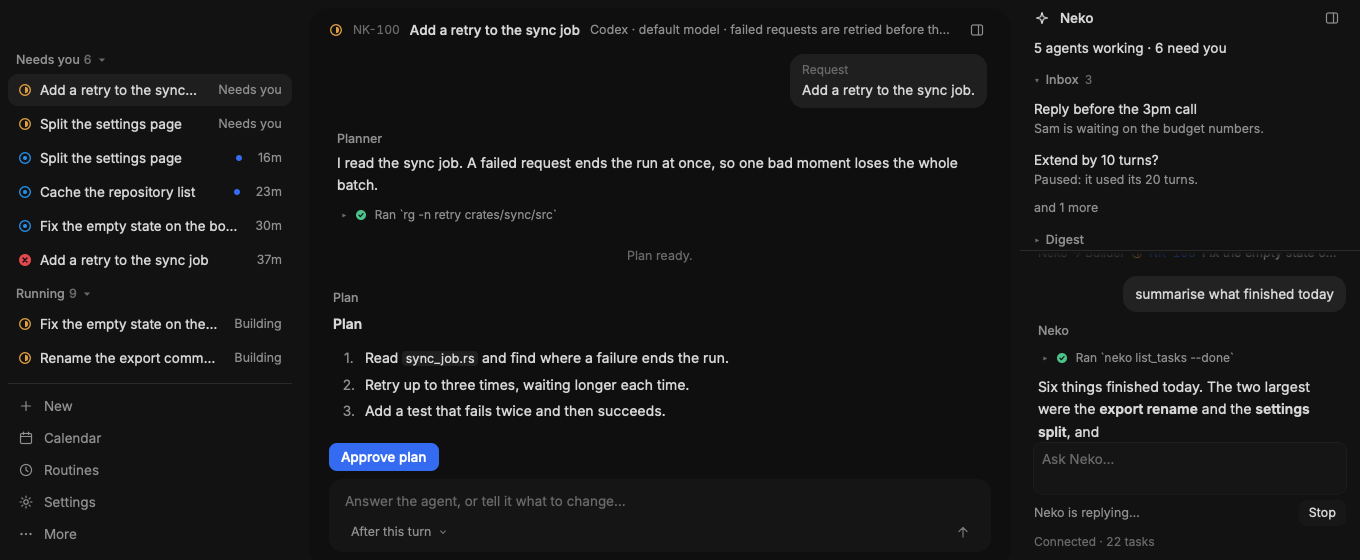 Needs you 6
Add a retry to the sync... Needs you
Split the settings page Needs you
Split the settings page 16m
Cache the repository list 23m
Fix the empty state on the bo... 30m
Add a retry to the sync job 37m
Running 9
Fix the empty state on the... Building
Rename the export comm... Building
New
Calendar
Routines
Settings
More
NK-100 Add a retry to the sync job Codex · default model · failed requests are retried before th...
Request
Add a retry to the sync job.
Planner
I read the sync job. A failed request ends the run at once, so one bad moment loses the whole
batch.
Ran `rg -n retry crates/sync/src`
Plan ready.
Plan
Plan
1. Read sync_job.rs and find where a failure ends the run.
2. Retry up to three times, waiting longer each time.
3. Add a test that fails twice and then succeeds.
Approve plan
Answer the agent, or tell it what to change...
After this turn
Neko
5 agents working · 6 need you
Inbox 3
Reply before the 3pm call
Sam is waiting on the budget numbers.
Extend by 10 turns?
Paused: it used its 20 turns.
and 1 more
Digest
summarise what finished today
Neko
Ran `neko list_tasks --done`
Six things finished today. The two largest
were the export rename and the settings
split, and
Ask Neko...
Neko is replying... Stop
Connected · 22 tasks